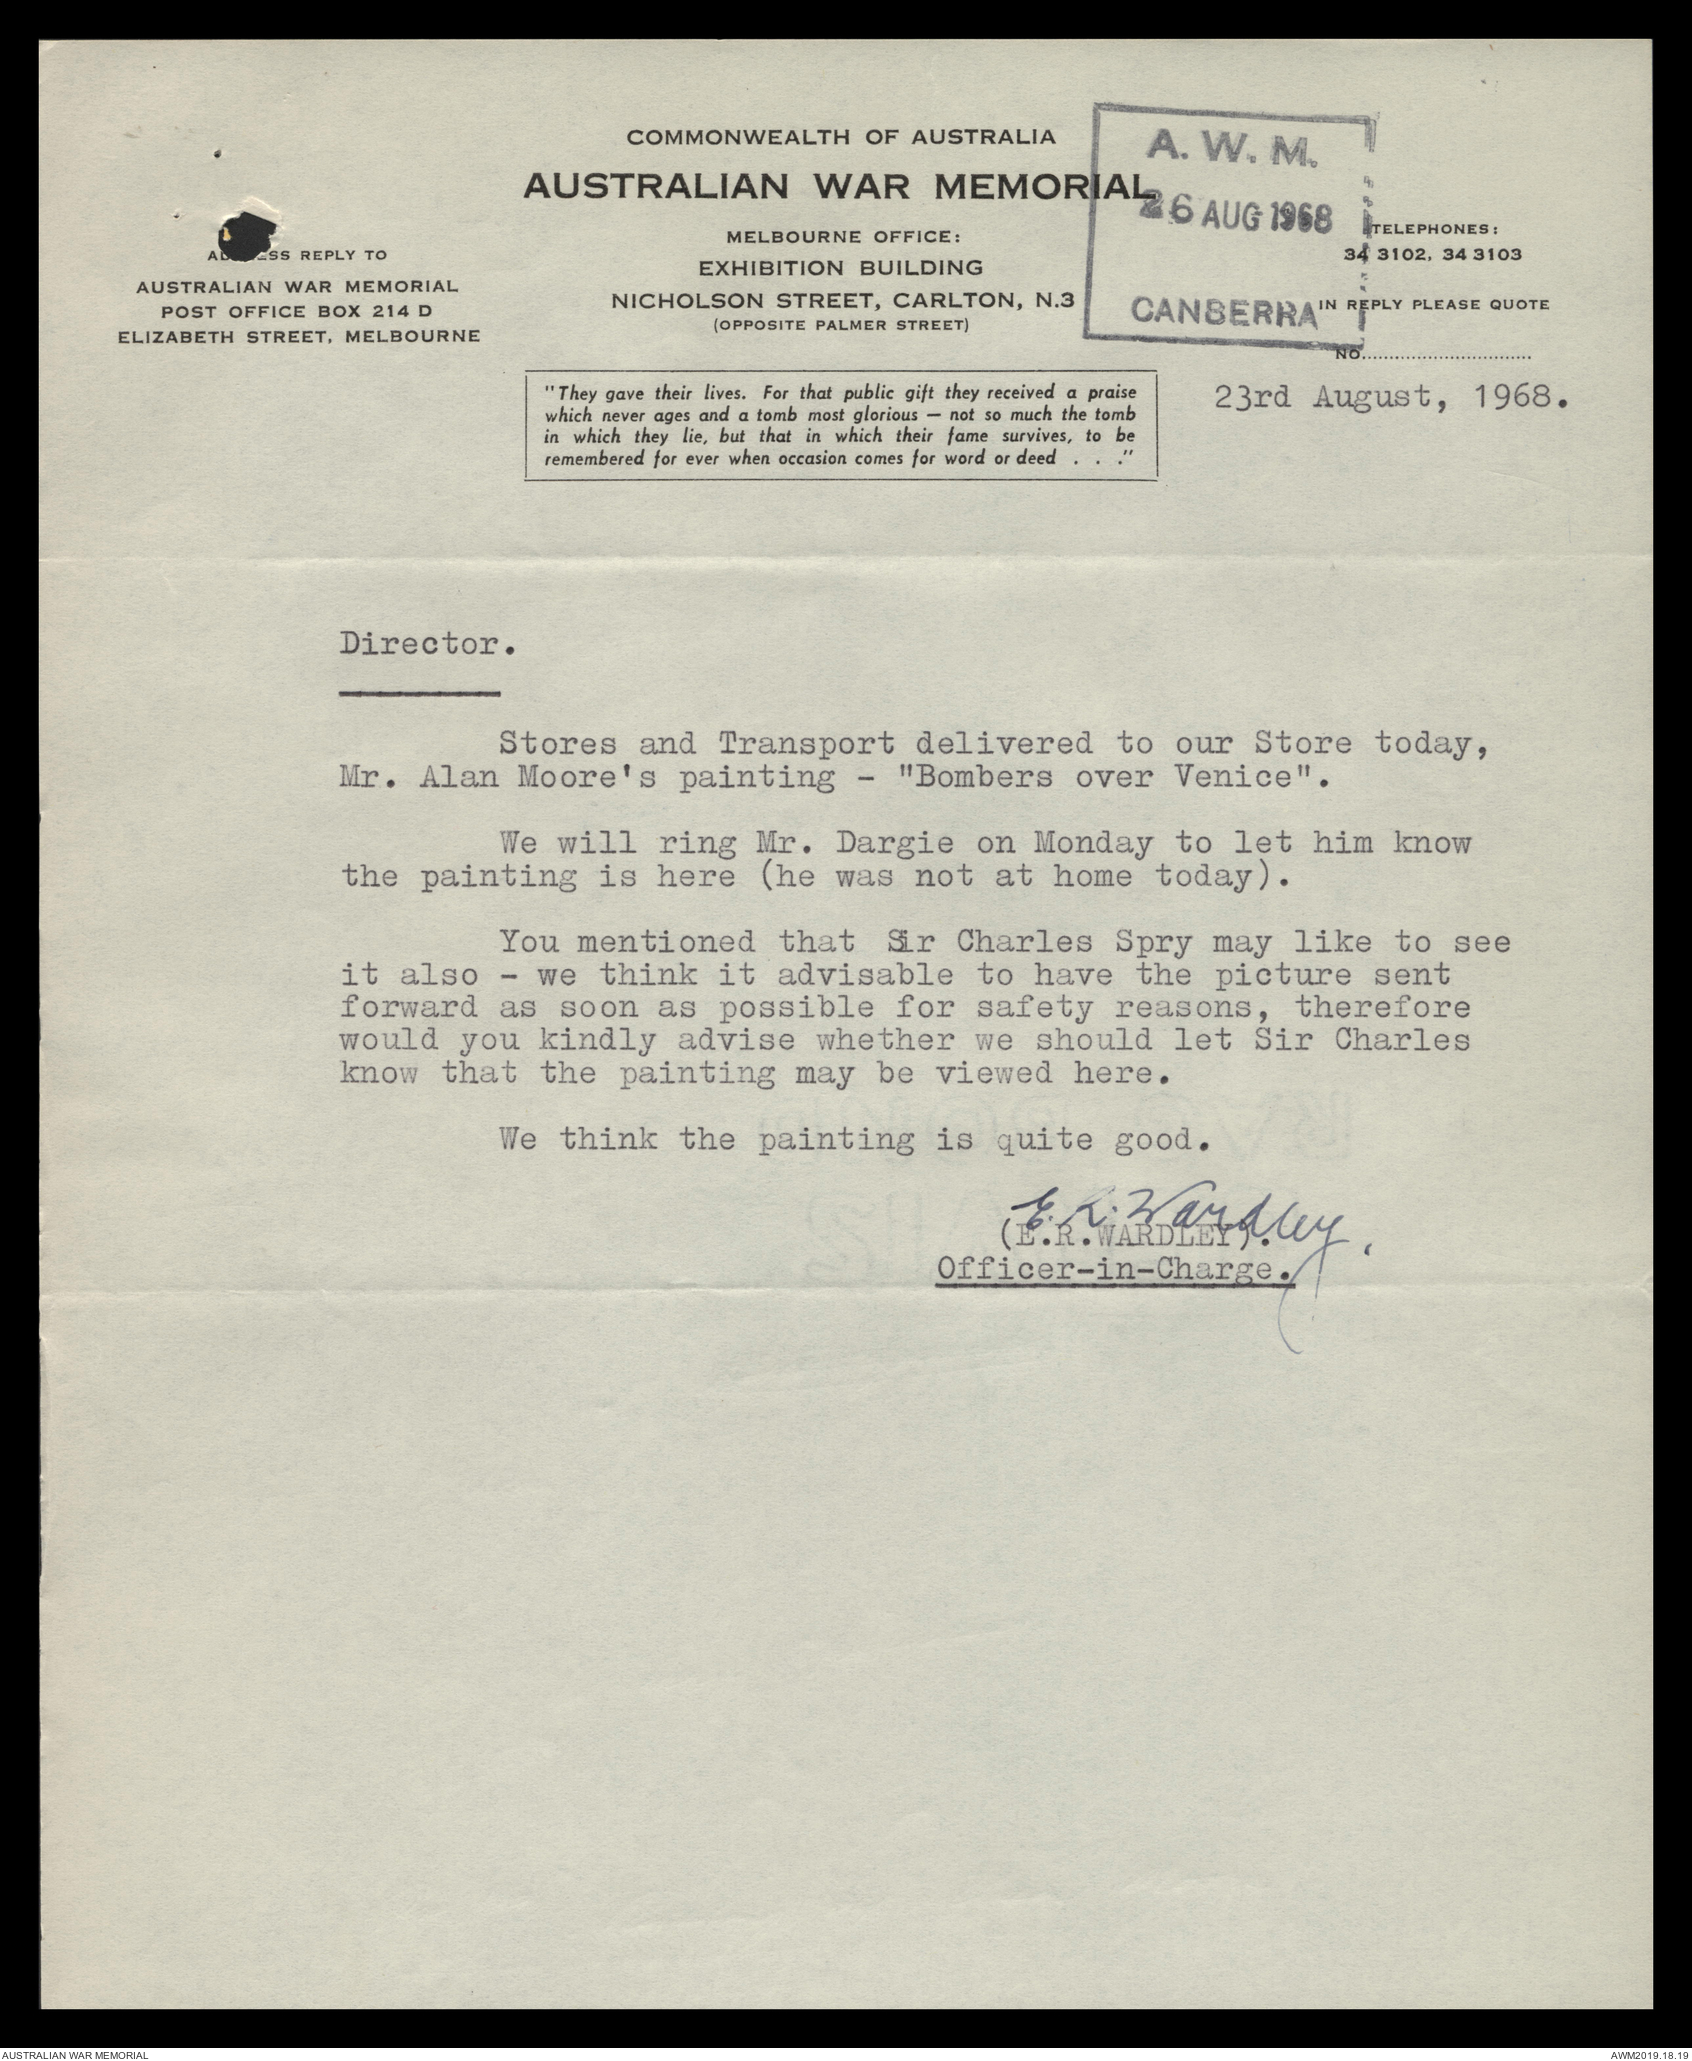 COMMONWEALTH OF AUSTRALIA
AUSTRALIAN WAR MEMORIAL
MELBOURNE OFFICE:
EXHIBITION BUILDING
NICHOLSON STREET, CARLTON, N.3
(OPPOSITE PALMER STREET)
A. W. M.
26 AUG 1968
CANBERRA
REPLY TO
AUSTRALIAN WAR MEMORIAL
POST OFFICE BOX 214 D
ELIZABETH STREET, MELBOURNE
TELEPHONES:
34 3102, 34 3103
IN REPLY PLEASE QUOTE
NO................................
"They gave their lives. For that public gift they received a praise
which never ages and a tomb most glorious — not so much the tomb
in which they lie, but that in which their fame survives, to be
remembered for ever when occasion comes for word or deed . . ."
23rd August, 1968.
Director.
Stores and Transport delivered to our Store today,
Mr. Alan Moore's painting - "Bombers over Venice".
We will ring Mr. Dargie on Monday to let him know
the painting is here (he was not at home today).
You mentioned that Sir Charles Spry may like to see
it also - we think it advisable to have the picture sent
forward as soon as possible for safety reasons, therefore
would you kindly advise whether we should let Sir Charles
know that the painting may be viewed here.
We think the painting is quite good.
E. R. Wardley.
(E.R.WARDLEY).
Officer-in-Charge.
AUSTRALIAN WAR MEMORIAL
AWM2019.18.19